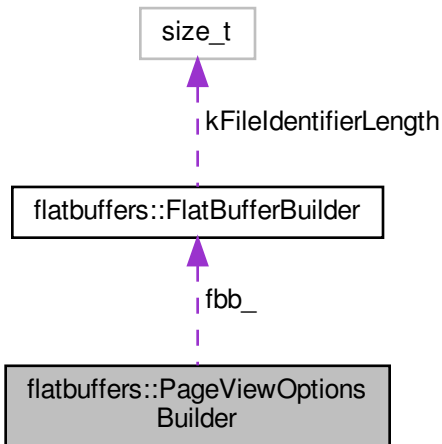 size_t
kFileIdentifierLength
flatbuffers::FlatBufferBuilder
fbb_
flatbuffers::PageViewOptions
Builder